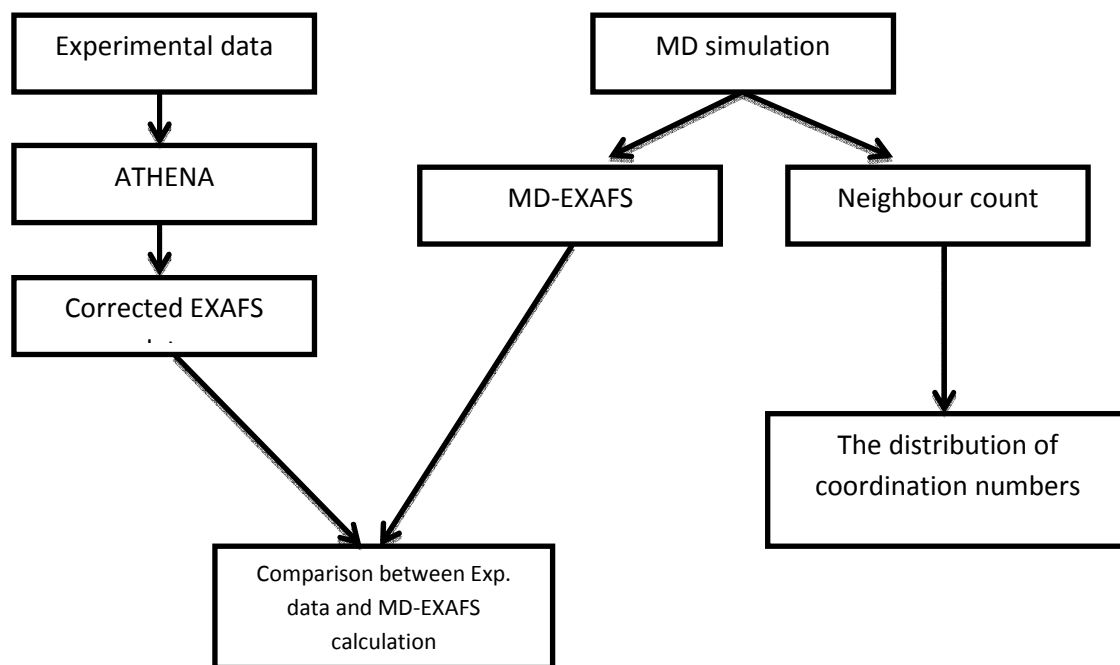 Experimental data
MD simulation
ATHENA
MD-EXAFS
Neighbour count
Corrected EXAFS
The distribution of
coordination numbers
Comparison between Exp.
data and MD-EXAFS
calculation